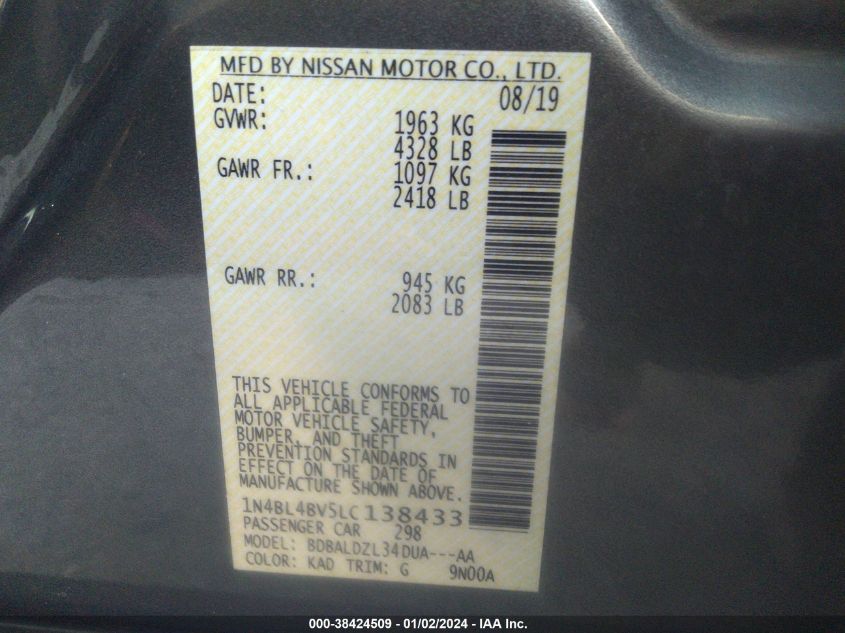 MFD BY NISSAN MOTOR CO., LTD.
DATE: 08/19
GVWR: 1963 KG
4328 LB
GAWR FR.: 1097 KG
2418 LB
GAWR RR.: 945 KG
2083 LB
THIS VEHICLE CONFORMS TO
ALL APPLICABLE FEDERAL
MOTOR VEHICLE SAFETY,
BUMPER, AND THEFT
PREVENTION STANDARDS IN
EFFECT ON THE DATE OF
MANUFACTURE SHOWN ABOVE.
1N4BL4BV5LC138433
PASSENGER CAR 298
MODEL: BDBALDZL34DUA---AA
COLOR: KAD TRIM: G 9N00A
000-38424509 - 01/02/2024 - IAA Inc.